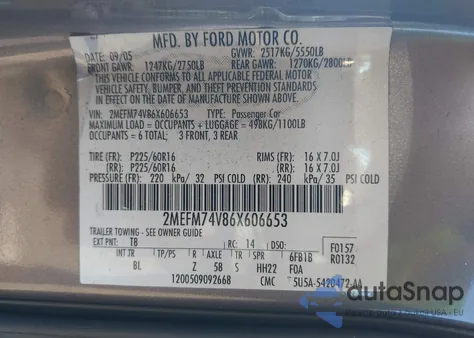 MFD. BY FORD MOTOR CO.
DATE: 09/05 GVWR: 2517KG/5550LB
FRONT GAWR: 1247KG/2750LB REAR GAWR: 1270KG/2800LB
THIS VEHICLE CONFORMS TO ALL APPLICABLE FEDERAL MOTOR
VEHICLE SAFETY, BUMPER, AND THEFT PREVENTION STANDARDS
IN EFFECT ON THE DATE OF MANUFACTURE SHOWN ABOVE.
VIN: 2MEFM74V86X606653 TYPE: Passenger Car
MAXIMUM LOAD = OCCUPANTS + LUGGAGE = 498KG/1100LB
OCCUPANTS = 6 TOTAL: 3 FRONT, 3 REAR
TIRE (FR): P225/60R16 RIMS (FR): 16 X 7.0J
(RR): P225/60R16 (RR): 16 X 7.0J
PRESSURE (FR): 220 kPa/ 32 PSI COLD (RR): 240 kPa/ 35 PSI COLD
2MEFM74V86X606653
TRAILER TOWING - SEE OWNER GUIDE
EXT PNT: TB RC: 14 DSO: F0157
INT TR TP/PS R AXLE TR SPR 6FB1B R0132
BL Z 5B S HH22 FOA
1200509092668 CMC 5U5A-5420472-AA
autoSnap